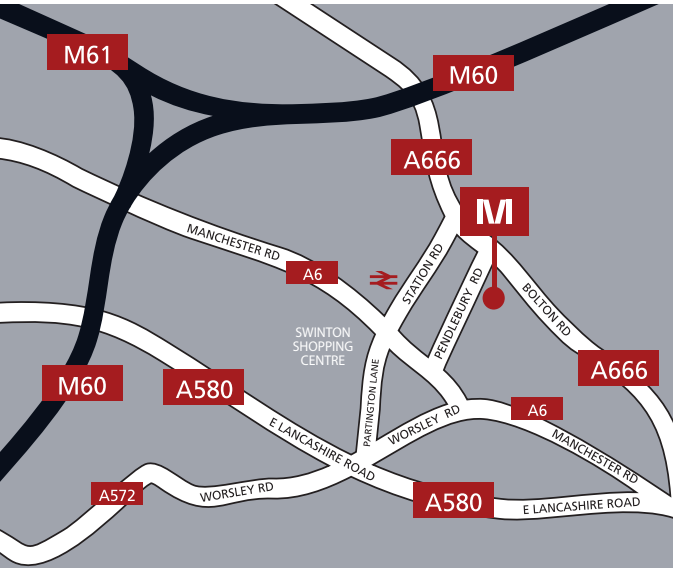 M61
M60
A666
M
MANCHESTER RD
A6
STATION RD
PENDLEBURY RD
BOLTON RD
SWINTON
SHOPPING
CENTRE
PARTINGTON LANE
A666
M60
A580
E LANCASHIRE ROAD
WORSLEY RD
A6
MANCHESTER RD
A572
WORSLEY RD
A580
E LANCASHIRE ROAD